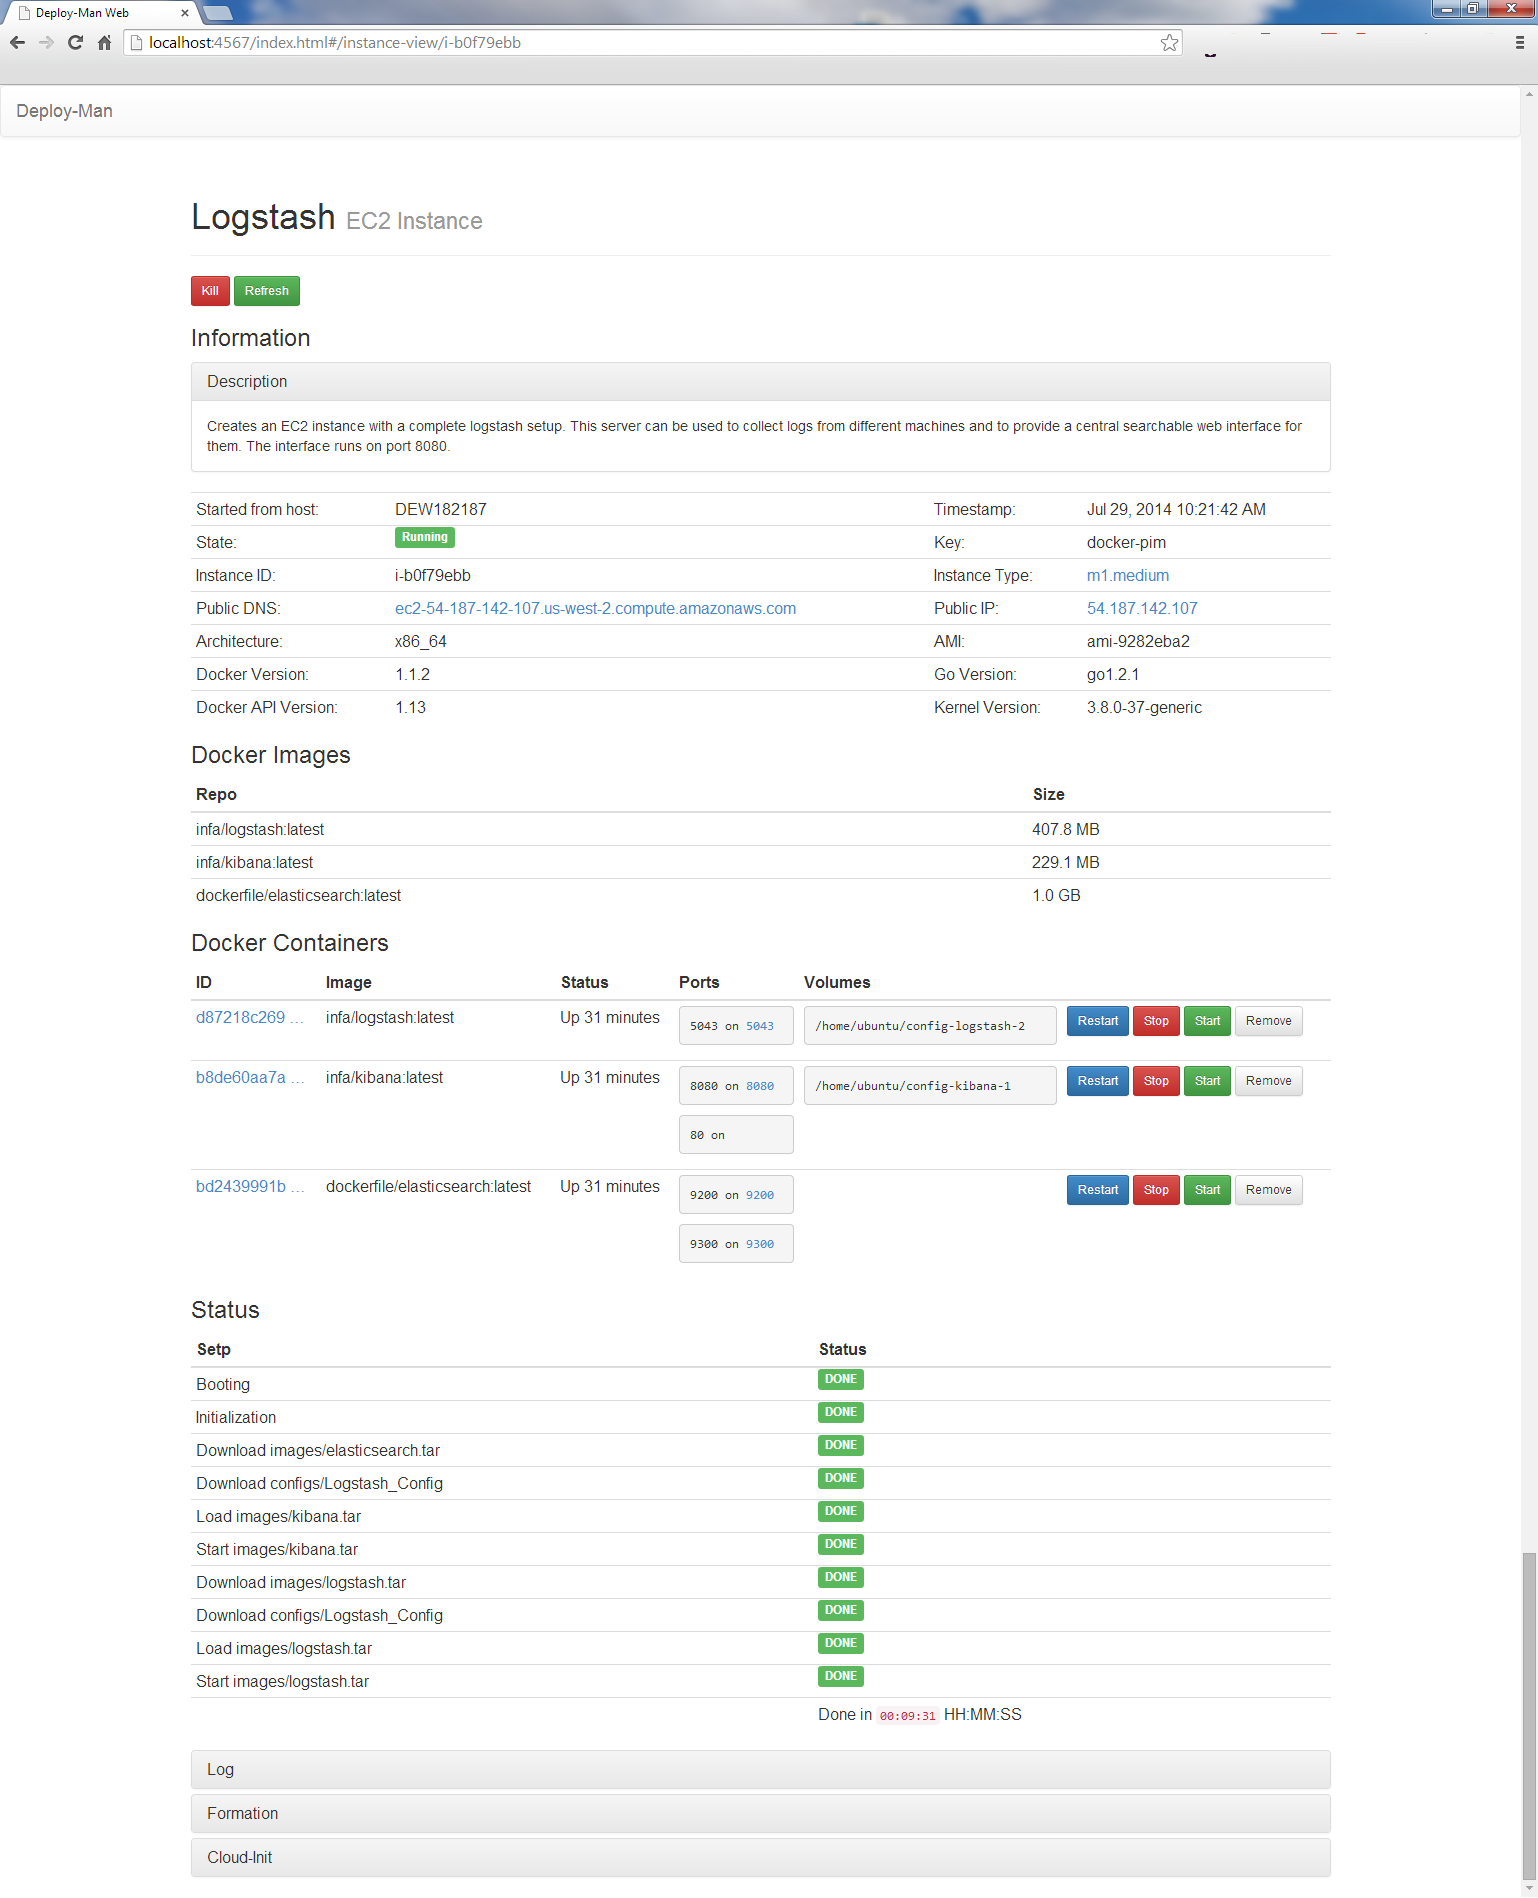 Deploy-Man Web
localhost:4567/index.html#/instance-view/i-b0f79ebb
Deploy-Man
Logstash EC2 Instance
Kill Refresh
Information
Description
Creates an EC2 instance with a complete logstash setup. This server can be used to collect logs from different machines and to provide a central searchable web interface for
them. The interface runs on port 8080.
Started from host: DEW182187 Timestamp: Jul 29, 2014 10:21:42 AM
State: Running Key: docker-pim
Instance ID: i-b0f79ebb Instance Type: m1.medium
Public DNS: ec2-54-187-142-107.us-west-2.compute.amazonaws.com Public IP: 54.187.142.107
Architecture: x86_64 AMI: ami-9282eba2
Docker Version: 1.1.2 Go Version: go1.2.1
Docker API Version: 1.13 Kernel Version: 3.8.0-37-generic
Docker Images
Repo Size
infa/logstash:latest 407.8 MB
infa/kibana:latest 229.1 MB
dockerfile/elasticsearch:latest 1.0 GB
Docker Containers
ID Image Status Ports Volumes
d87218c269 ... infa/logstash:latest Up 31 minutes 5043 on 5043 /home/ubuntu/config-logstash-2 Restart Stop Start Remove
b8de60aa7a ... infa/kibana:latest Up 31 minutes 8080 on 8080 /home/ubuntu/config-kibana-1 Restart Stop Start Remove
80 on
bd2439991b ... dockerfile/elasticsearch:latest Up 31 minutes 9200 on 9200 Restart Stop Start Remove
9300 on 9300
Status
Setp Status
Booting DONE
Initialization DONE
Download images/elasticsearch.tar DONE
Download configs/Logstash_Config DONE
Load images/kibana.tar DONE
Start images/kibana.tar DONE
Download images/logstash.tar DONE
Download configs/Logstash_Config DONE
Load images/logstash.tar DONE
Start images/logstash.tar DONE
Done in 00:09:31 HH:MM:SS
Log
Formation
Cloud-Init